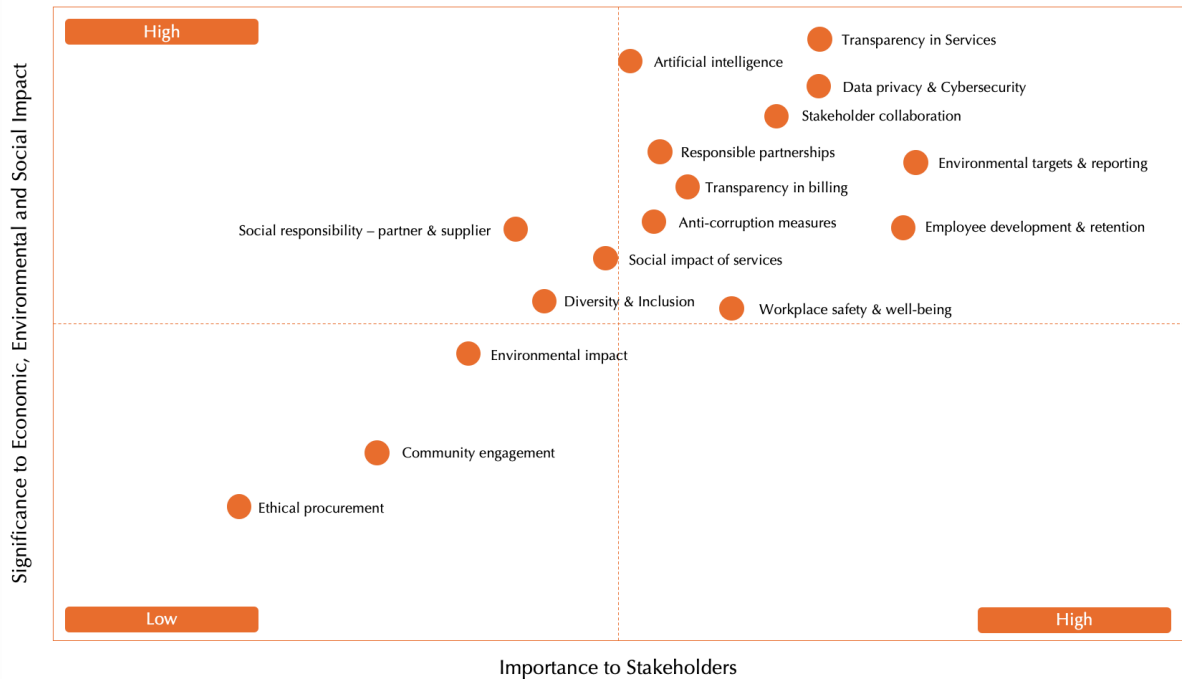 High
Transparency in Services
Artificial intelligence
Data privacy & Cybersecurity
Stakeholder collaboration
Responsible partnerships
Environmental targets & reporting
Transparency in billing
Anti-corruption measures
Employee development & retention
Social responsibility – partner & supplier
Social impact of services
Diversity & Inclusion
Workplace safety & well-being
Environmental impact
Community engagement
Ethical procurement
Significance to Economic, Environmental and Social Impact
Low
High
Importance to Stakeholders